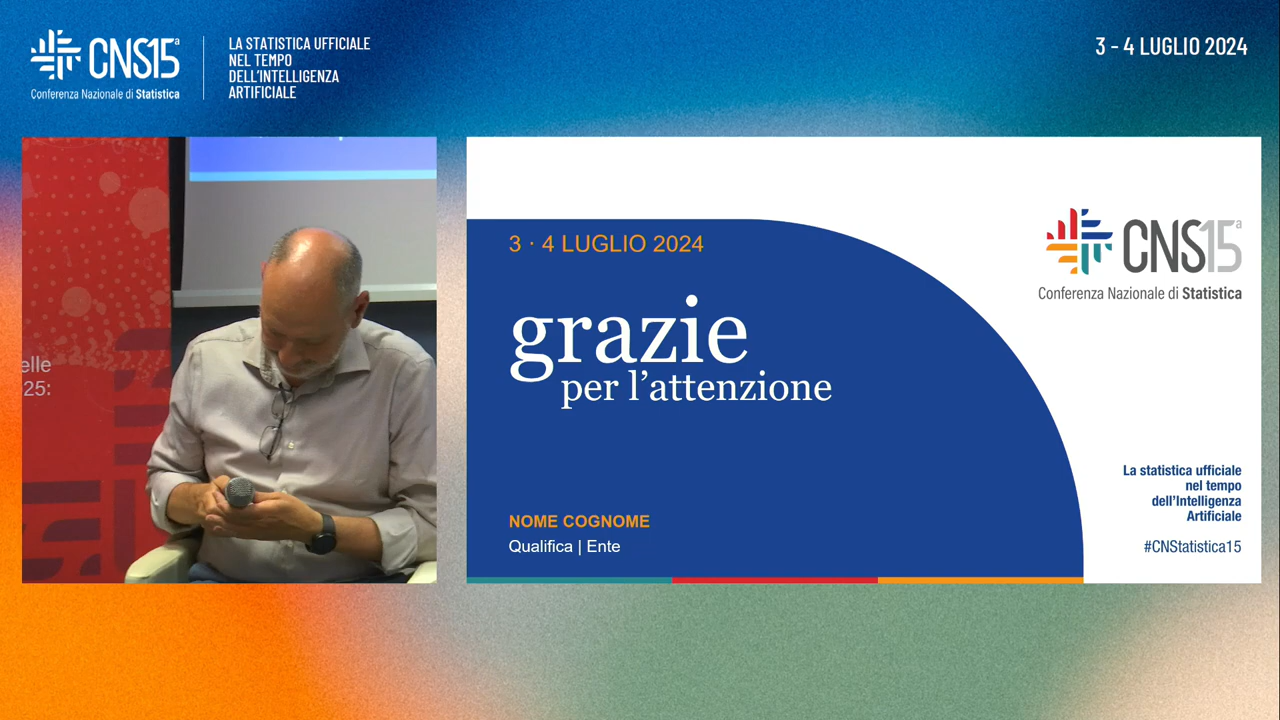 CNS15ª
Conferenza Nazionale di Statistica
LA STATISTICA UFFICIALE
NEL TEMPO
DELL'INTELLIGENZA
ARTIFICIALE
3 - 4 LUGLIO 2024
elle
25:
3 · 4 LUGLIO 2024
grazie
per l'attenzione
NOME COGNOME
Qualifica | Ente
CNS15ª
Conferenza Nazionale di Statistica
La statistica ufficiale
nel tempo
dell'Intelligenza
Artificiale
#CNStatistica15